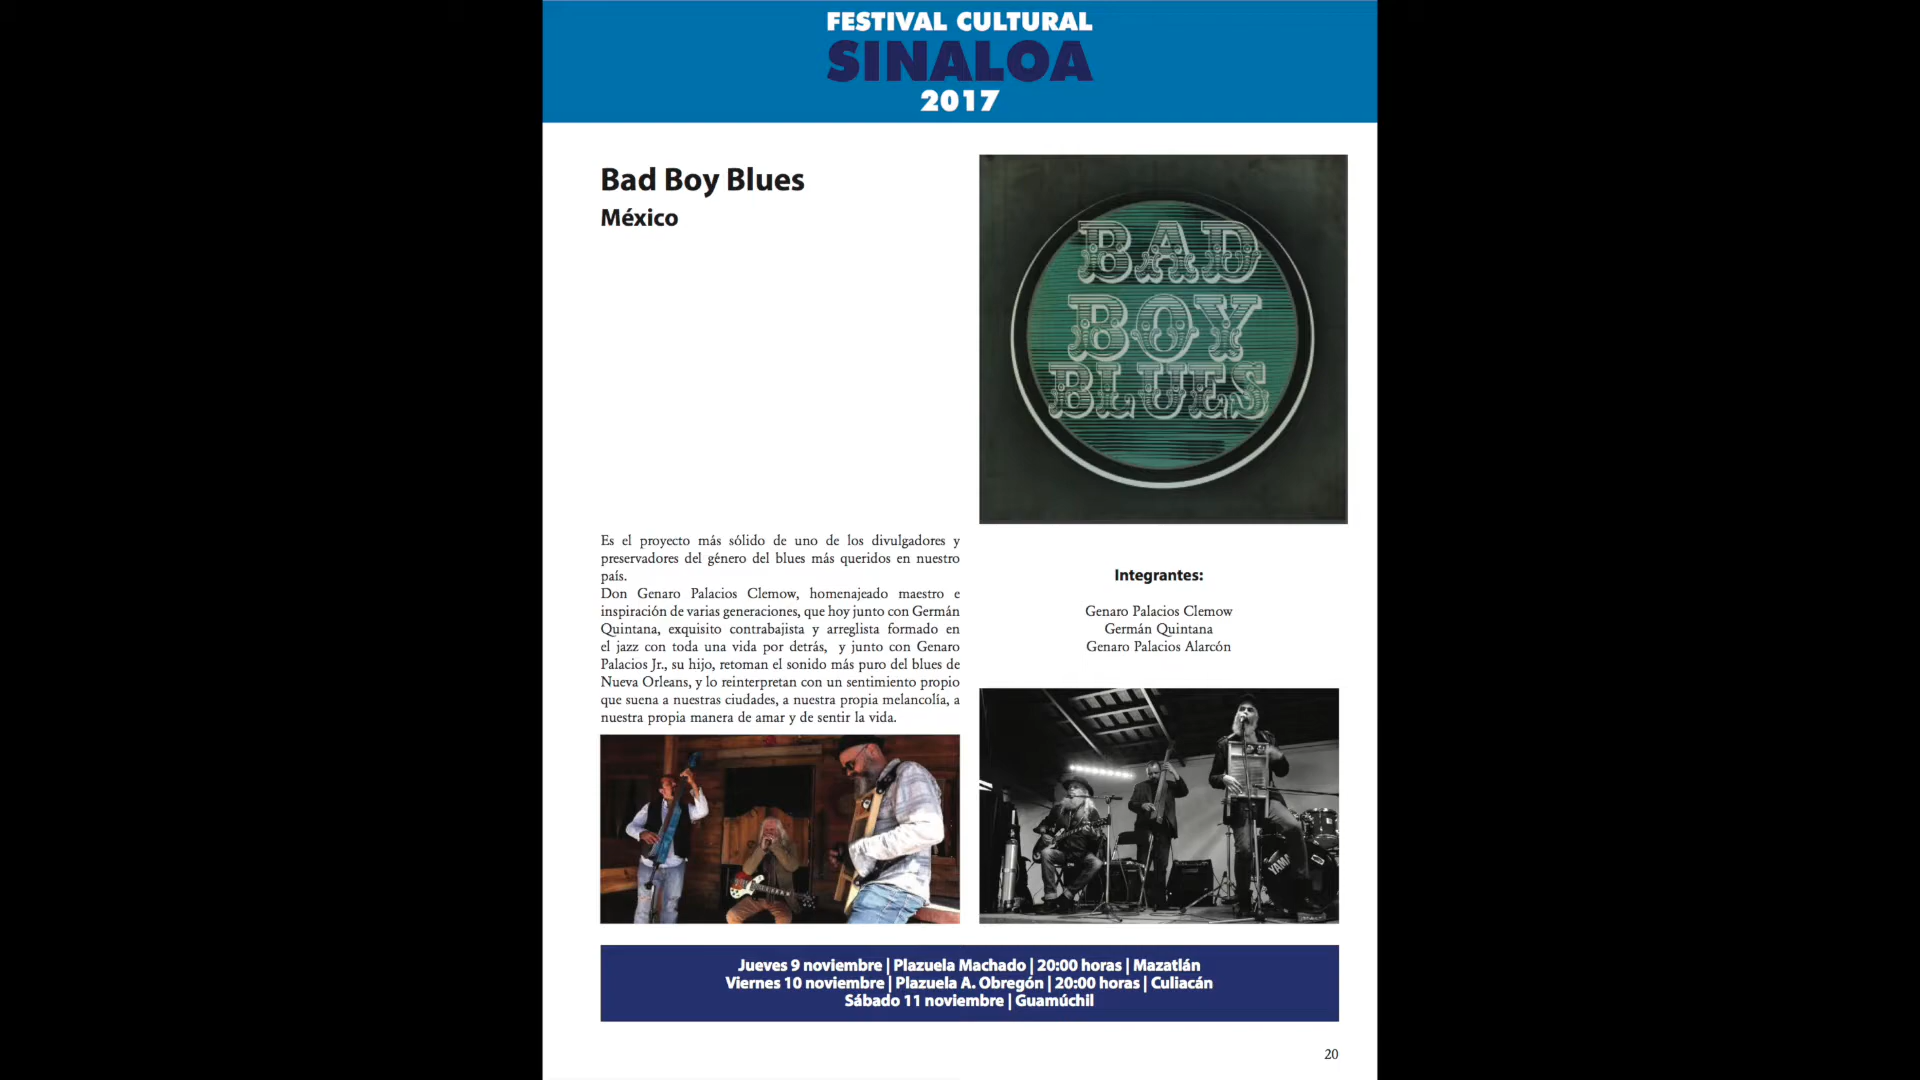 FESTIVAL CULTURAL
SINALOA
2017
Bad Boy Blues
México
BAD
BOY
BLUES
Es el proyecto más sólido de uno de los divulgadores y
preservadores del género del blues más queridos en nuestro
país.
Don Genaro Palacios Clemow, homenajeado maestro e
inspiración de varias generaciones, que hoy junto con Germán
Quintana, exquisito contrabajista y arreglista formado en
el jazz con toda una vida por detrás, y junto con Genaro
Palacios Jr., su hijo, retoman el sonido más puro del blues de
Nueva Orleans, y lo reinterpretan con un sentimiento propio
que suena a nuestras ciudades, a nuestra propia melancolía, a
nuestra propia manera de amar y de sentir la vida.
Integrantes:
Genaro Palacios Clemow
Germán Quintana
Genaro Palacios Alarcón
YAMA
Jueves 9 noviembre | Plazuela Machado | 20:00 horas | Mazatlán
Viernes 10 noviembre | Plazuela A. Obregón | 20:00 horas | Culiacán
Sábado 11 noviembre | Guamúchil
20